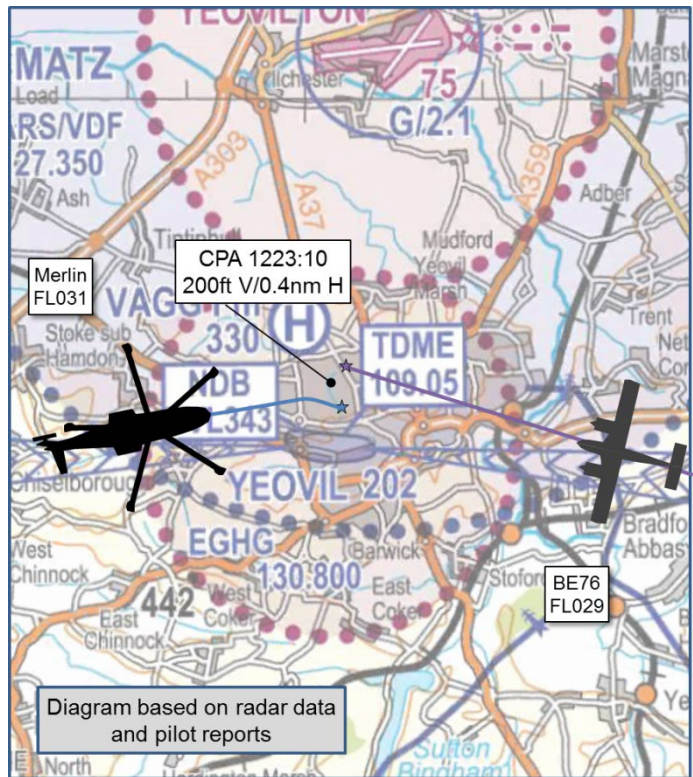 YEOVILTON
MATZ
Load
Ilchester
75
Marst
Magna
ARS/VDF
G/2.1
27.350
A303
A37
A359
Ash
Adber
Tintinhull
CPA 1223:10
200ft V/0.4nm H
Mudford
Yeovil
Marsh
Merlin
FL031
VAGG
330
H
Trent
Stoke sub
Hamdon
NDB
343
TDME
109.05
Chiselborough
YEOVIL 202
West
Chinnock
EGHG
130.800
Barwick
Bradfo
Abbas
442
West
Coker
East
Coker
Stoford
BE76
FL029
East
Chinnock
Ye
Diagram based on radar data
and pilot reports
North
Sutton
Bingham